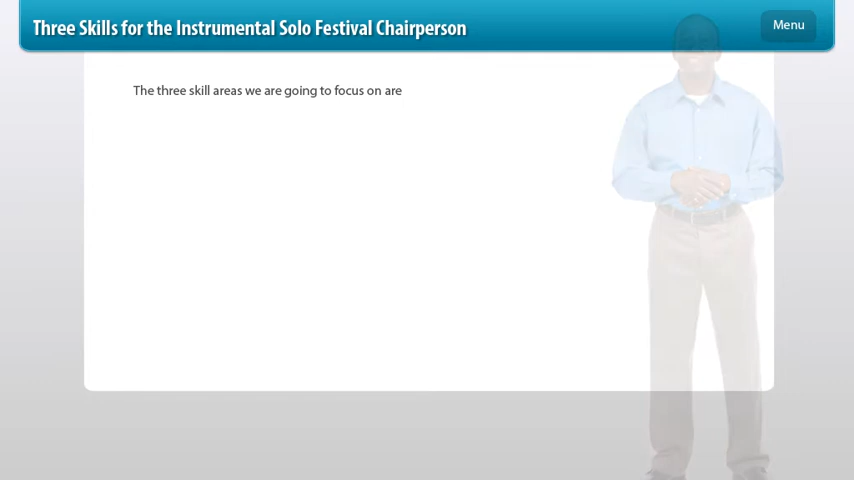 Three Skills for the Instrumental Solo Festival Chairperson
Menu
The three skill areas we are going to focus on are